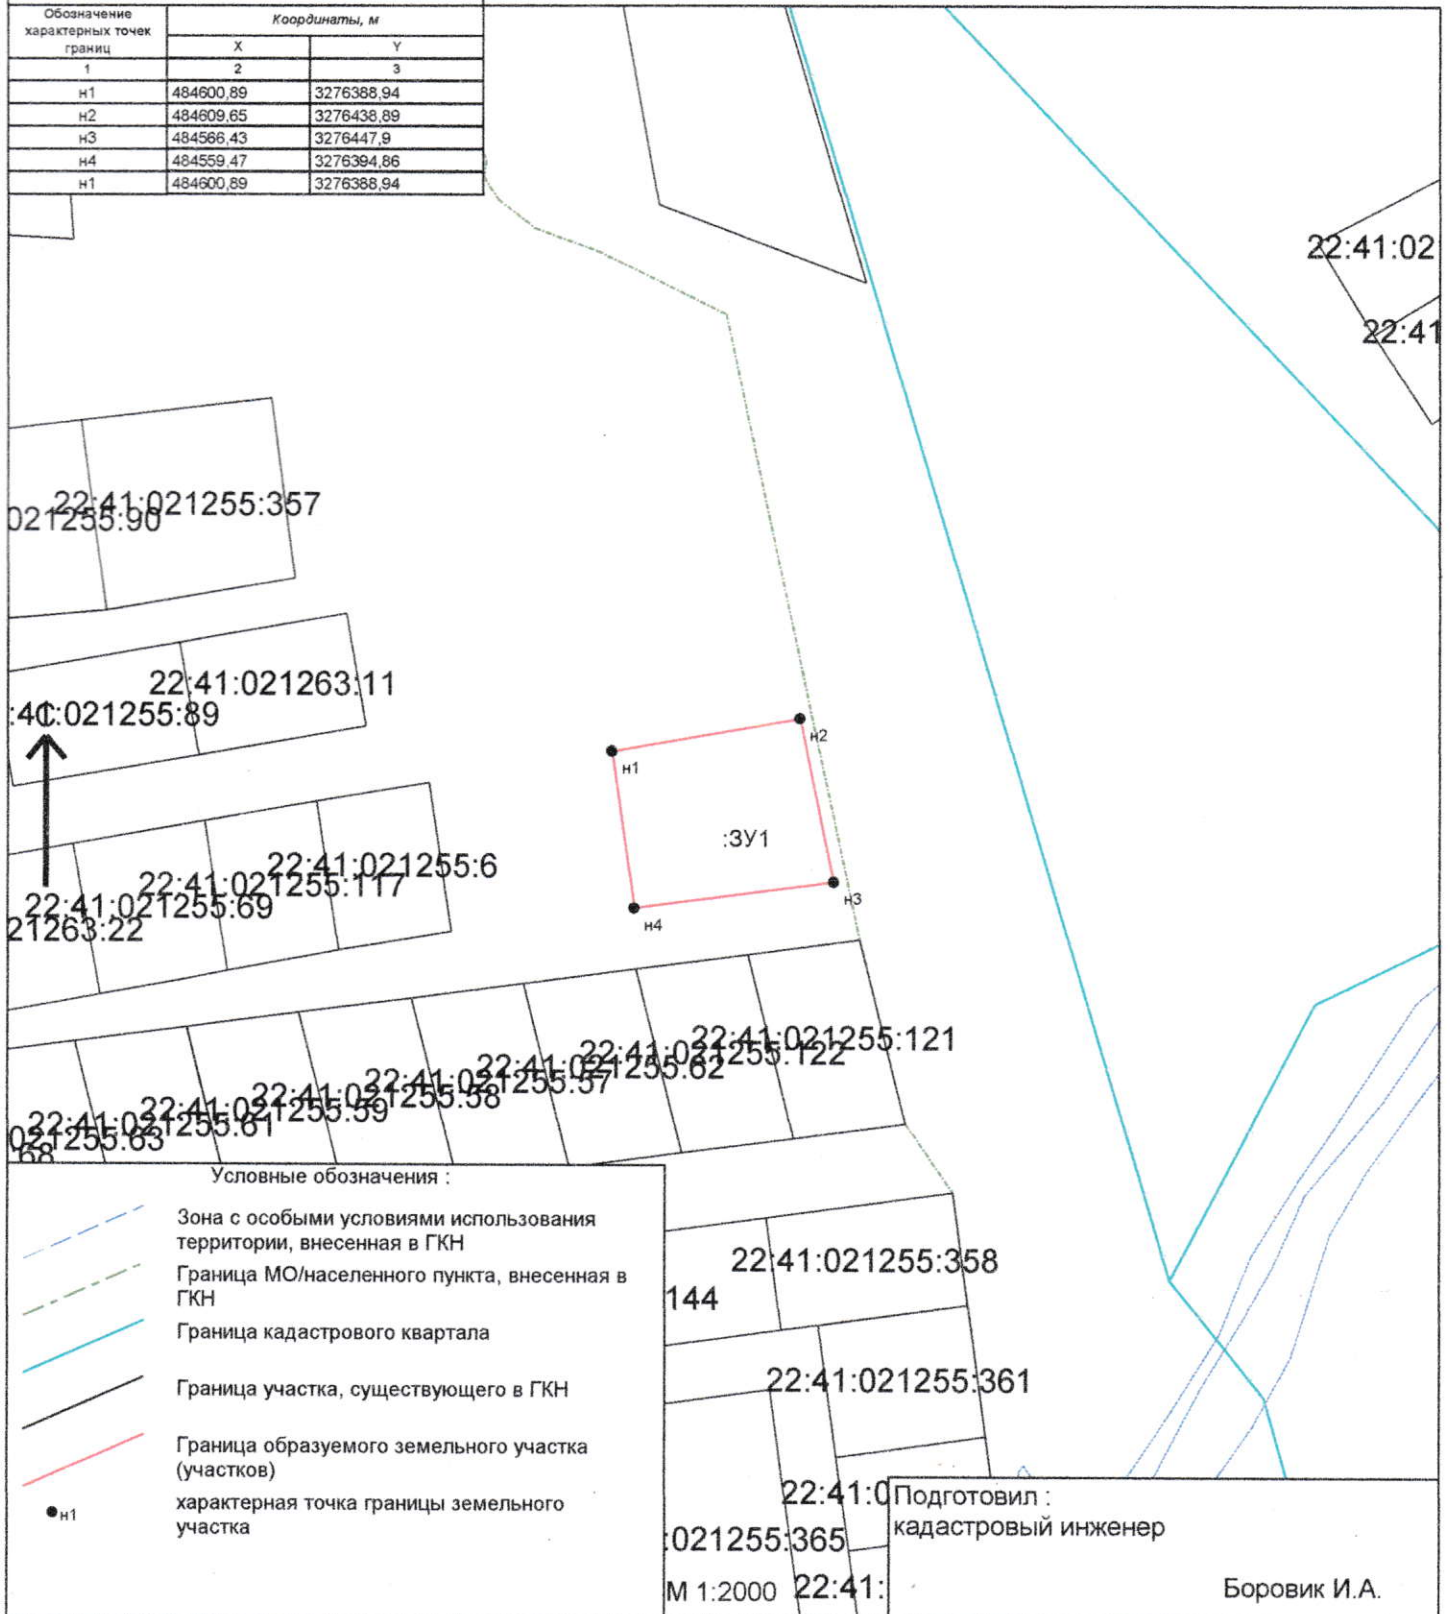 Обозначение
характерных точек
границ
Координаты, м
X Y
1 2 3
н1 484600,89 3276388,94
н2 484609,65 3276438,89
н3 484566,43 3276447,9
н4 484559,47 3276394,86
н1 484600,89 3276388,94
22:41:02
22:41
22:41:021255:357
021255:90
22:41:021263:11
:41:021255:89
С
н1
н2
:ЗУ1
н3
н4
22:41:021255:6
22:41:021255:117
22:41:021255:69
21263:22
22:41:021255:121
22:41:021255:122
22:41:021255:62
22:41:021255:57
22:41:021255:58
22:41:021255:59
22:41:021255:61
22:41:021255:63
021255:63
:68
Условные обозначения :
Зона с особыми условиями использования
территории, внесенная в ГКН
Граница МО/населенного пункта, внесенная в
ГКН
Граница кадастрового квартала
Граница участка, существующего в ГКН
Граница образуемого земельного участка
(участков)
н1 характерная точка границы земельного
участка
22:41:021255:358
144
22:41:021255:361
22:41:0
:021255:365
М 1:2000 22:41:
Подготовил :
кадастровый инженер
Боровик И.А.